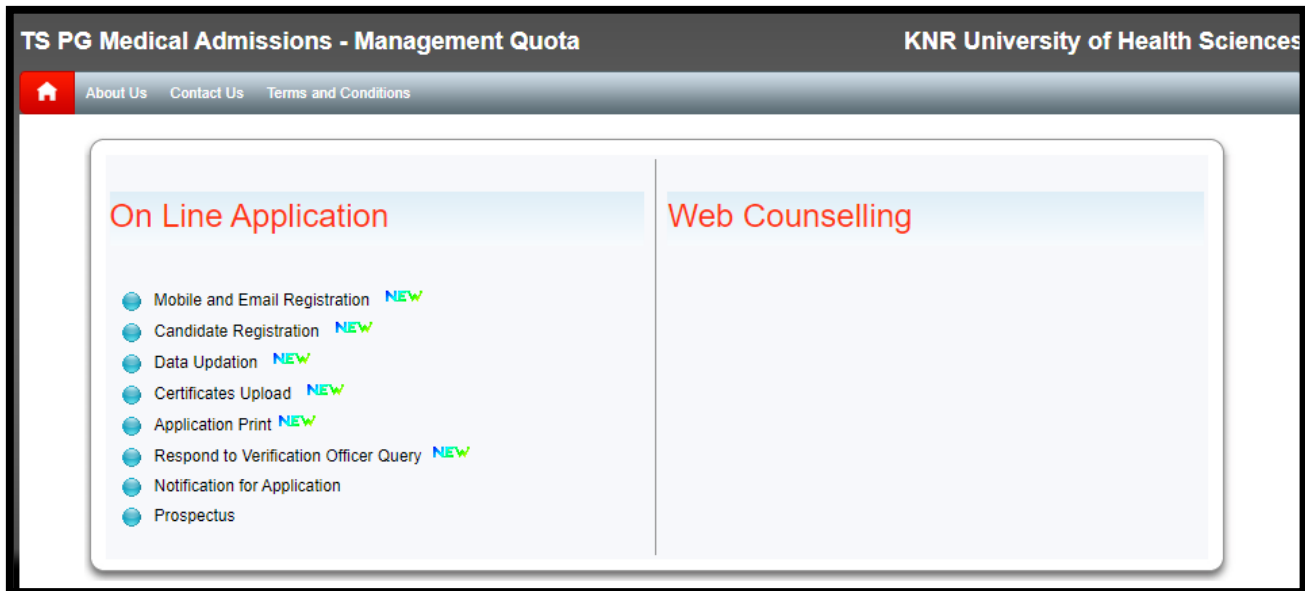 TS PG Medical Admissions - Management Quota KNR University of Health Sciences
About Us Contact Us Terms and Conditions
On Line Application
Mobile and Email Registration NEW
Candidate Registration NEW
Data Updation NEW
Certificates Upload NEW
Application Print NEW
Respond to Verification Officer Query NEW
Notification for Application
Prospectus
Web Counselling